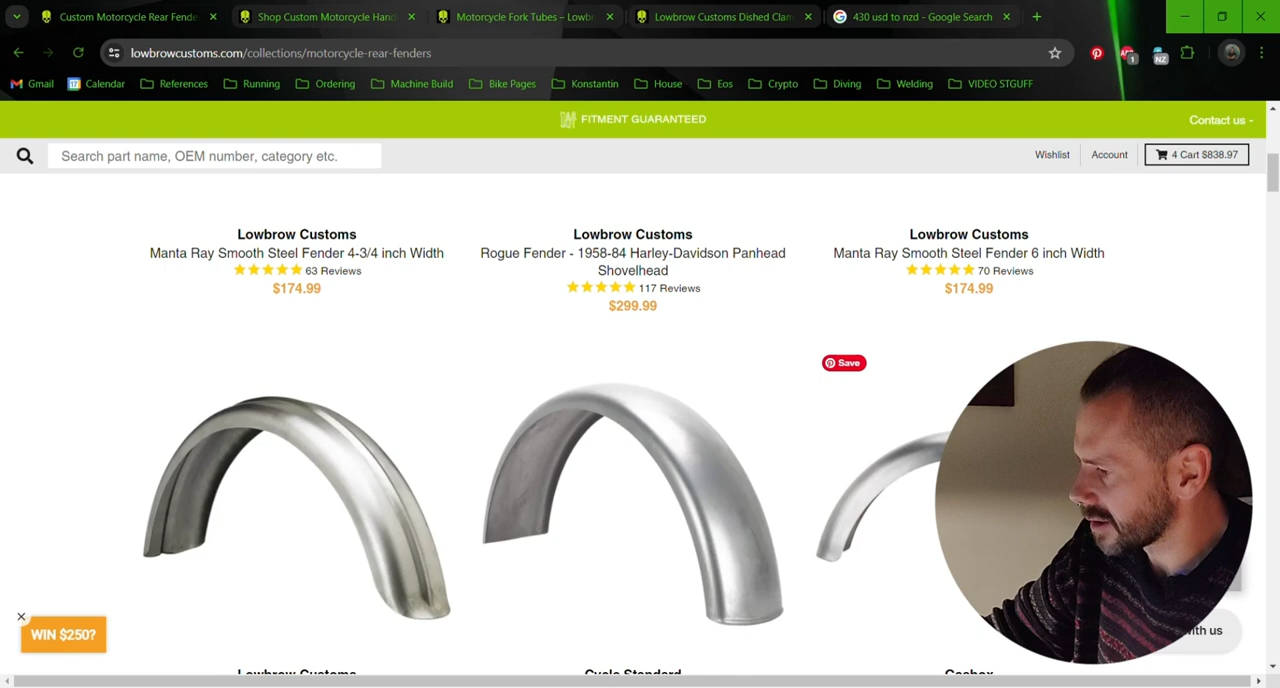 Custom Motorcycle Rear Fende
Shop Custom Motorcycle Hand
Motorcycle Fork Tubes – Lowbr
Lowbrow Customs Dished Clam
430 usd to nzd - Google Search
lowbrowcustoms.com/collections/motorcycle-rear-fenders
1
NZ
Gmail
Calendar
References
Running
Ordering
Machine Build
Bike Pages
Konstantin
House
Eos
Crypto
Diving
Welding
VIDEO STGUFF
FITMENT GUARANTEED
Contact us -
Search part name, OEM number, category etc.
Wishlist
Account
4 Cart $838.97
Lowbrow Customs
Manta Ray Smooth Steel Fender 4-3/4 inch Width
63 Reviews
$174.99
Lowbrow Customs
Rogue Fender - 1958-84 Harley-Davidson Panhead
Shovelhead
117 Reviews
$299.99
Lowbrow Customs
Manta Ray Smooth Steel Fender 6 inch Width
70 Reviews
$174.99
Save
WIN $250?
with us
Lowbrow Customs
Cycle Standard
Gasbox